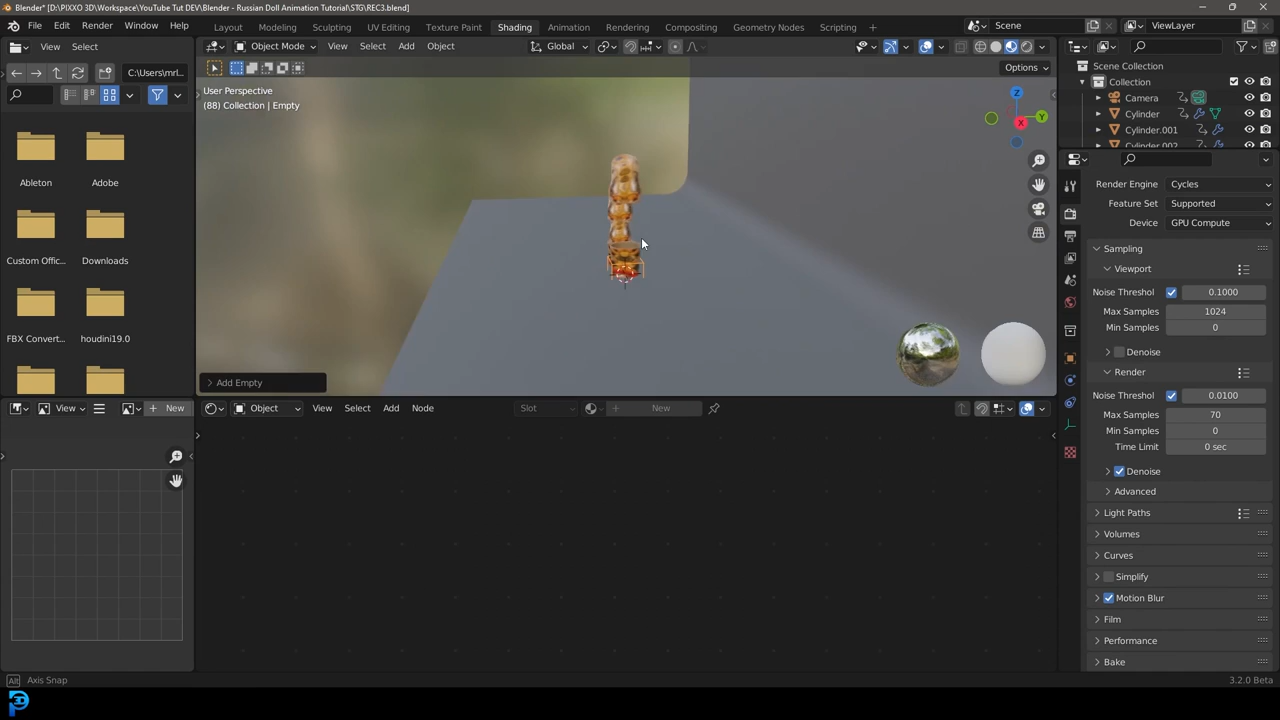 Blender* [D:\PIXXO 3D\Workspace\YouTube Tut DEV\Blender - Russian Doll Animation Tutorial\STG\REC3.blend]
File Edit Render Window Help Layout Modeling Sculpting UV Editing Texture Paint Shading Animation Rendering Compositing Geometry Nodes Scripting Scene ViewLayer
View Select Object Mode View Select Add Object Global
C:\Users\mrl...
Options
User Perspective
(88) Collection | Empty
Z
Y
X
Scene Collection
Collection
Camera
Cylinder
Cylinder.001
Cylinder.002
Ableton Adobe
Custom Offic... Downloads
FBX Convert... houdini19.0
Add Empty
Render Engine Cycles
Feature Set Supported
Device GPU Compute
Sampling
Viewport
Noise Threshol 0.1000
Max Samples 1024
Min Samples 0
Denoise
Render
Noise Threshol 0.0100
Max Samples 70
Min Samples 0
Time Limit 0 sec
Denoise
Advanced
Light Paths
Volumes
Curves
Simplify
Motion Blur
Film
Performance
Bake
View New Object View Select Add Node Slot New
Alt Axis Snap
3.2.0 Beta